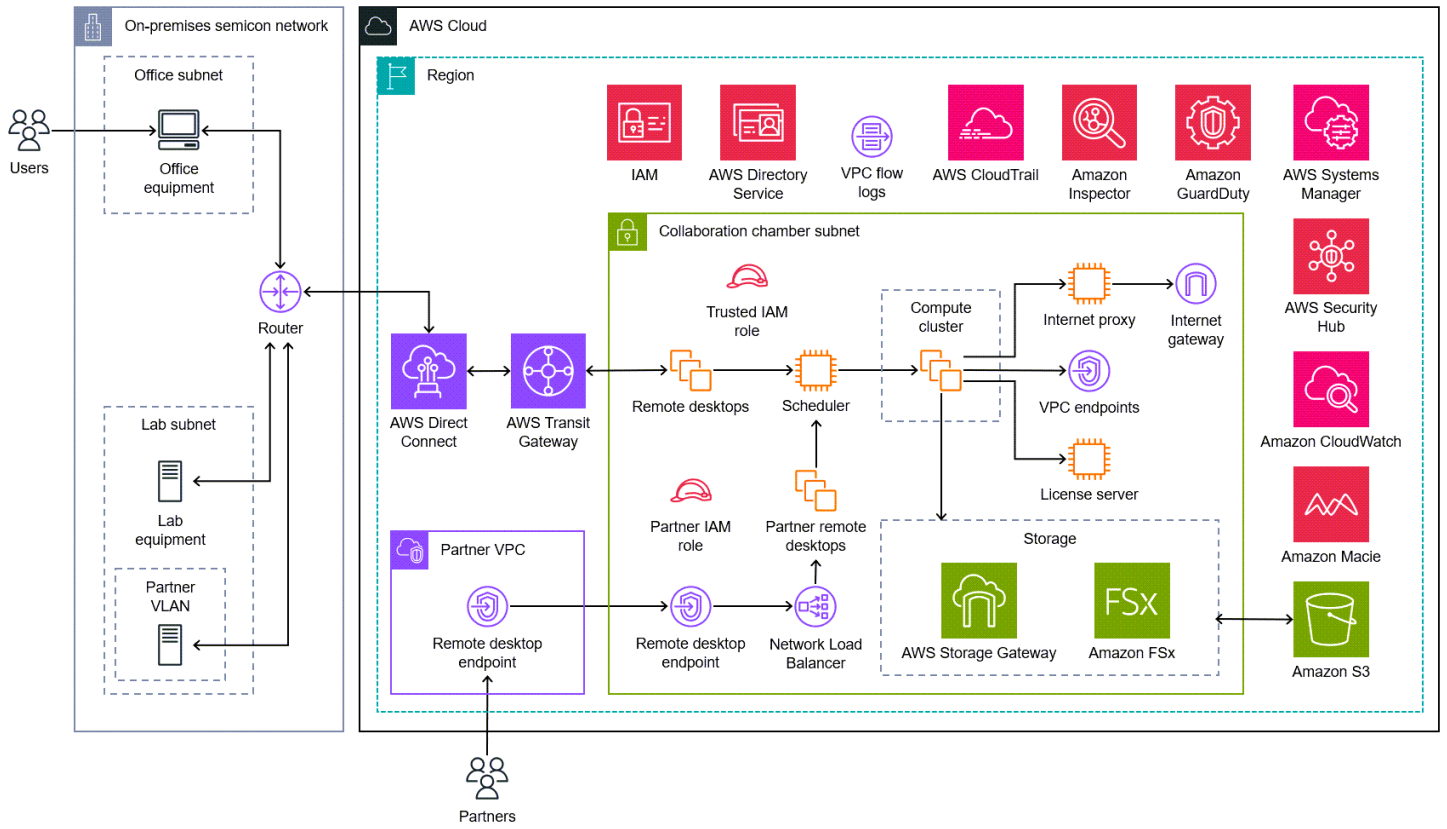 On-premises semicon network
Office subnet
Users
Office
equipment
Router
Lab subnet
Lab
equipment
Partner
VLAN
AWS Cloud
Region
IAM
AWS Directory
Service
VPC flow
logs
AWS CloudTrail
Amazon
Inspector
Amazon
GuardDuty
AWS Systems
Manager
AWS Security
Hub
Amazon CloudWatch
Amazon Macie
Amazon S3
AWS Direct
Connect
AWS Transit
Gateway
Collaboration chamber subnet
Trusted IAM
role
Remote desktops
Scheduler
Compute
cluster
Internet proxy
Internet
gateway
VPC endpoints
License server
Partner IAM
role
Partner remote
desktops
Partner VPC
Remote desktop
endpoint
Remote desktop
endpoint
Network Load
Balancer
Storage
AWS Storage Gateway
FSx
Amazon FSx
Partners